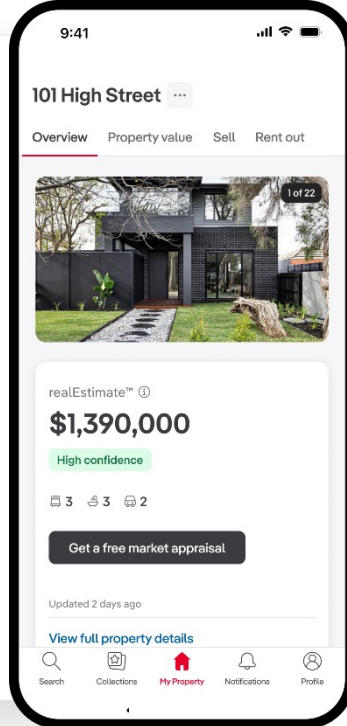 9:41
101 High Street ...
Overview Property value Sell Rent out
1 of 22
realEstimate™
$1,390,000
High confidence
3 3 2
Get a free market appraisal
Updated 2 days ago
View full property details
Search Collections My Property Notifications Profile